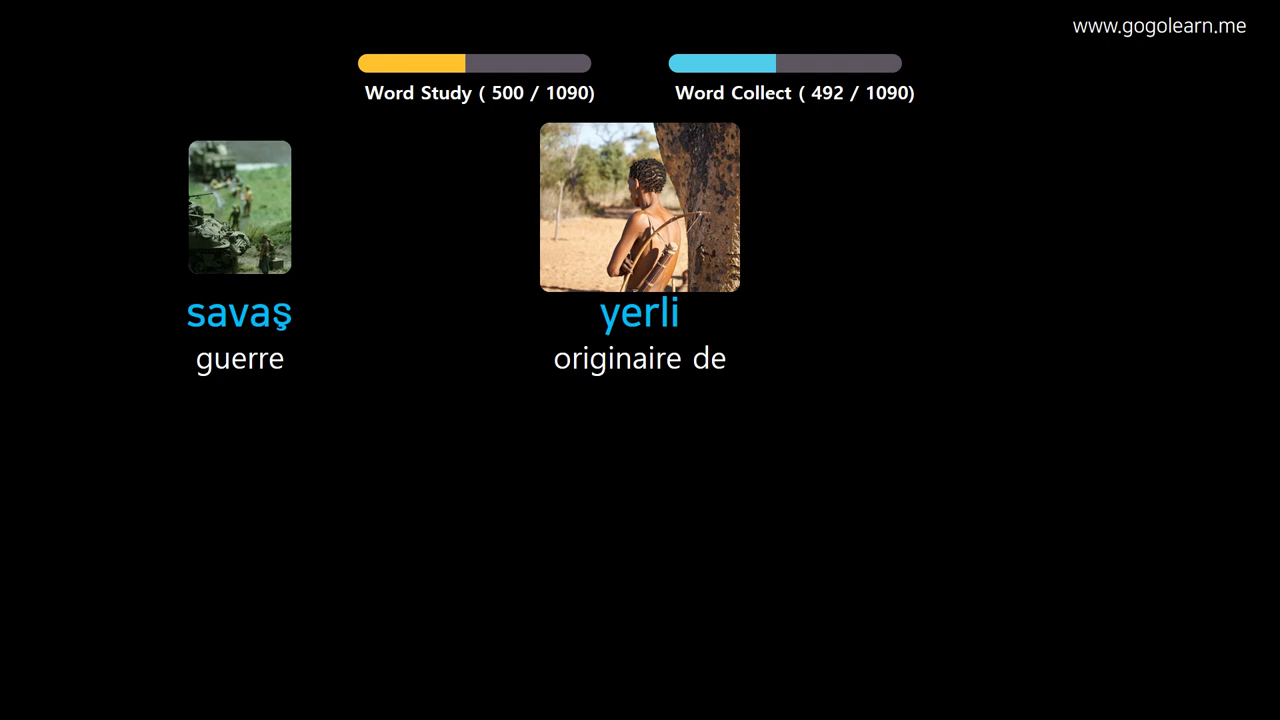 www.gogolearn.me
Word Study ( 500 / 1090)
Word Collect ( 492 / 1090)
savaş
guerre
yerli
originaire de